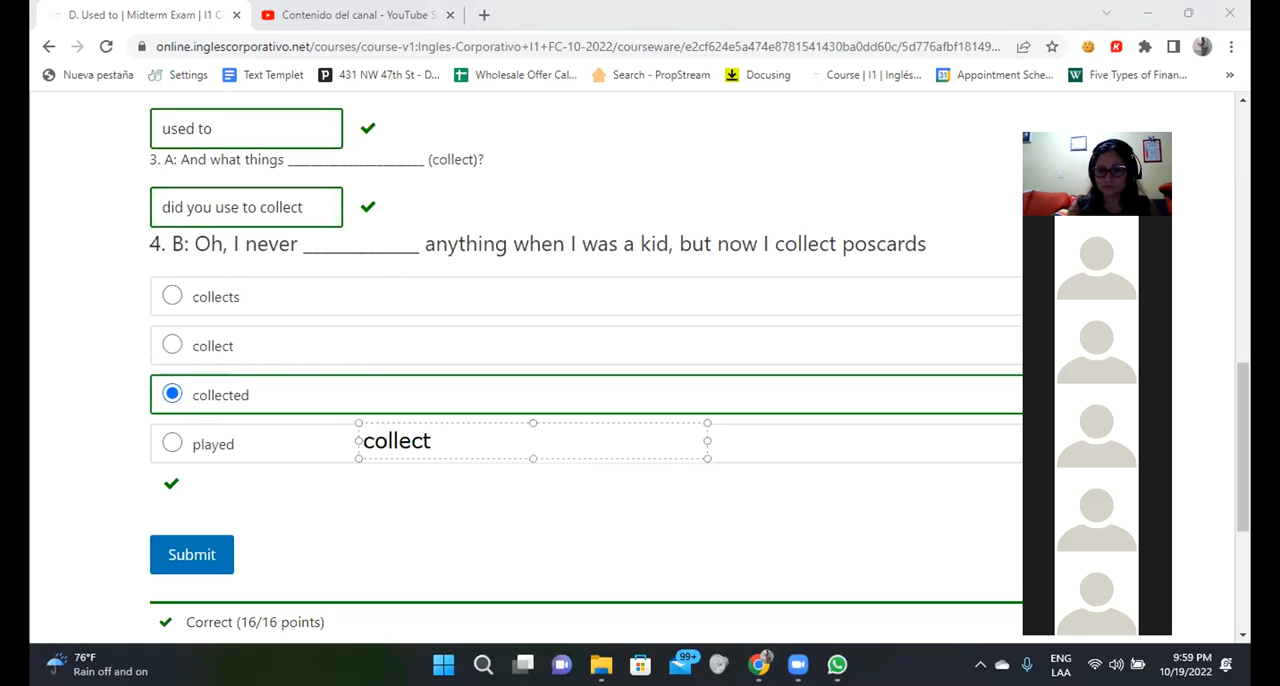 D. Used to | Midterm Exam | I1 C
Contenido del canal - YouTube S
online.inglescorporativo.net/courses/course-v1:Ingles-Corporativo+I1+FC-10-2022/courseware/e2cf624e5a474e8781541430ba0dd60c/5d776afbf18149...
Nueva pestaña
Settings
Text Templet
431 NW 47th St - D...
Wholesale Offer Cal...
Search - PropStream
Docusing
Course | I1 | Inglés...
Appointment Sche...
Five Types of Finan...
»
used to
3. A: And what things ____________________ (collect)?
did you use to collect
4. B: Oh, I never ____________ anything when I was a kid, but now I collect poscards
collects
collect
collected
played
collect
Submit
Correct (16/16 points)
76°F
Rain off and on
99+
ENG
LAA
9:59 PM
10/19/2022